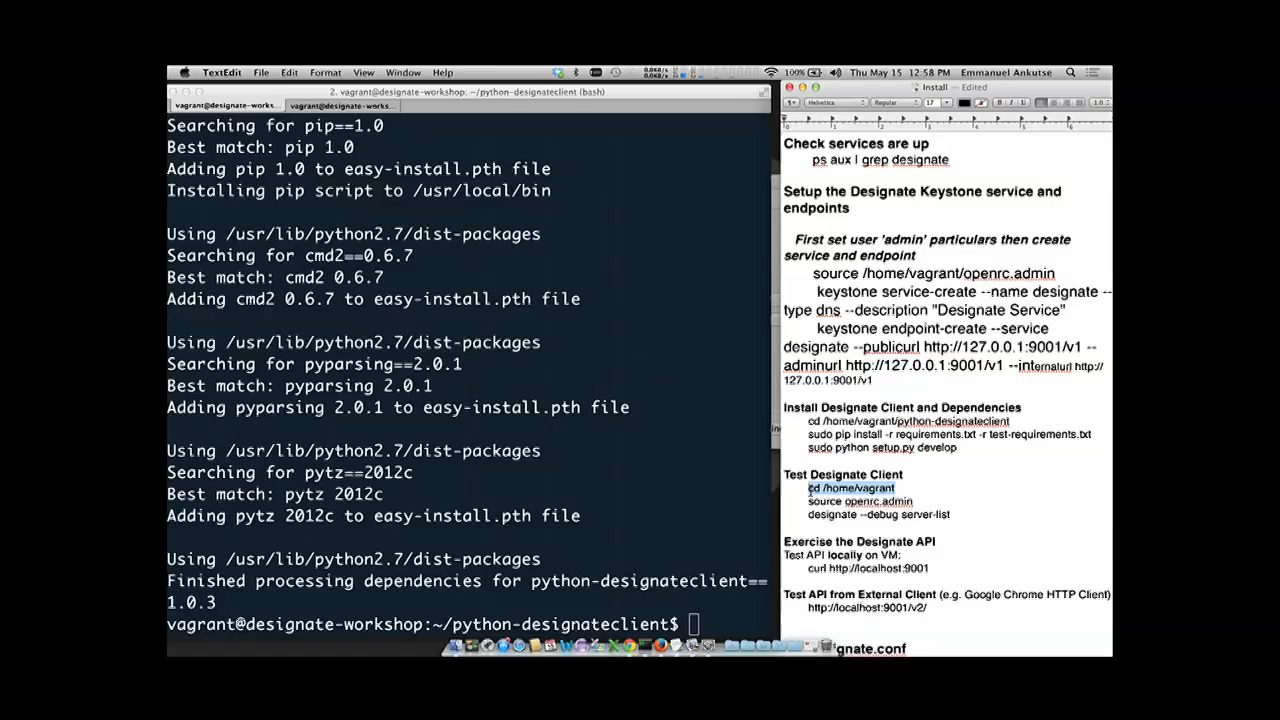 TextEdit File Edit Format View Window Help
100% Thu May 15 12:58 PM Emmanuel Ankutse
2. vagrant@designate-workshop: ~/python-designateclient (bash)
vagrant@designate-works... vagrant@designate-works...
Searching for pip==1.0
Best match: pip 1.0
Adding pip 1.0 to easy-install.pth file
Installing pip script to /usr/local/bin
Using /usr/lib/python2.7/dist-packages
Searching for cmd2==0.6.7
Best match: cmd2 0.6.7
Adding cmd2 0.6.7 to easy-install.pth file
Using /usr/lib/python2.7/dist-packages
Searching for pyparsing==2.0.1
Best match: pyparsing 2.0.1
Adding pyparsing 2.0.1 to easy-install.pth file
Using /usr/lib/python2.7/dist-packages
Searching for pytz==2012c
Best match: pytz 2012c
Adding pytz 2012c to easy-install.pth file
Using /usr/lib/python2.7/dist-packages
Finished processing dependencies for python-designateclient==
1.0.3
vagrant@designate-workshop:~/python-designateclient$
Install — Edited
Helvetica Regular 17 B I U 1.0
Check services are up
ps aux | grep designate
Setup the Designate Keystone service and
endpoints
First set user 'admin' particulars then create
service and endpoint
source /home/vagrant/openrc.admin
keystone service-create --name designate --
type dns --description "Designate Service"
keystone endpoint-create --service
designate --publicurl http://127.0.0.1:9001/v1 --
adminurl http://127.0.0.1:9001/v1 --internalurl http://
127.0.0.1:9001/v1
Install Designate Client and Dependencies
cd /home/vagrant/python-designateclient
sudo pip install -r requirements.txt -r test-requirements.txt
sudo python setup.py develop
Test Designate Client
cd /home/vagrant
source openrc.admin
designate --debug server-list
Exercise the Designate API
Test API locally on VM:
curl http://localhost:9001
Test API from External Client (e.g. Google Chrome HTTP Client)
http://localhost:9001/v2/
gnate.conf